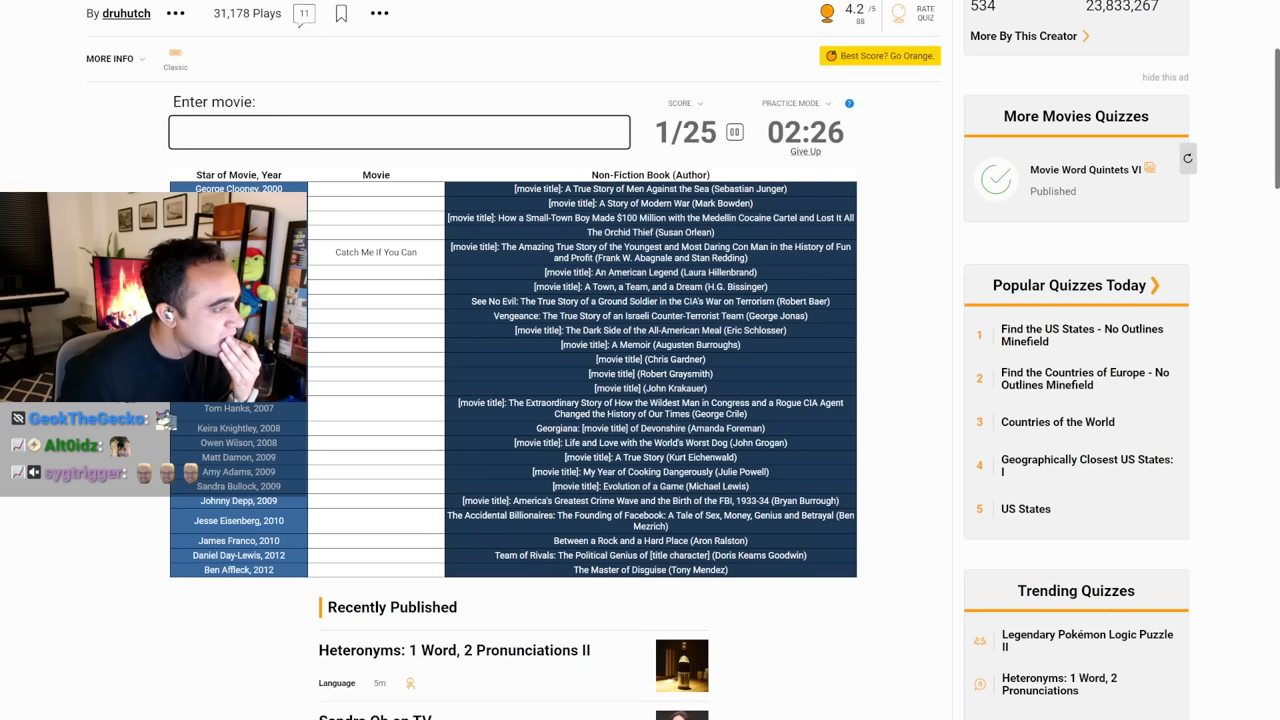 By druhutch
31,178 Plays
11
4.2 /5
88
RATE QUIZ
534
23,833,267
More By This Creator
MORE INFO
Classic
Best Score? Go Orange.
hide this ad
Enter movie:
SCORE
PRACTICE MODE
1/25
02:26
Give Up
Star of Movie, Year
Movie
Non-Fiction Book (Author)
George Clooney, 2000
[movie title]: A True Story of Men Against the Sea (Sebastian Junger)
[movie title]: A Story of Modern War (Mark Bowden)
[movie title]: How a Small-Town Boy Made $100 Million with the Medellin Cocaine Cartel and Lost It All
The Orchid Thief (Susan Orlean)
Catch Me If You Can
[movie title]: The Amazing True Story of the Youngest and Most Daring Con Man in the History of Fun
and Profit (Frank W. Abagnale and Stan Redding)
[movie title]: An American Legend (Laura Hillenbrand)
[movie title]: A Town, a Team, and a Dream (H.G. Bissinger)
See No Evil: The True Story of a Ground Soldier in the CIA's War on Terrorism (Robert Baer)
Vengeance: The True Story of an Israeli Counter-Terrorist Team (George Jonas)
[movie title]: The Dark Side of the All-American Meal (Eric Schlosser)
[movie title]: A Memoir (Augusten Burroughs)
[movie title] (Chris Gardner)
[movie title] (Robert Graysmith)
[movie title] (John Krakauer)
Tom Hanks, 2007
[movie title]: The Extraordinary Story of How the Wildest Man in Congress and a Rogue CIA Agent
Changed the History of Our Times (George Crile)
Keira Knightley, 2008
Georgiana: [movie title] of Devonshire (Amanda Foreman)
Owen Wilson, 2008
[movie title]: Life and Love with the World's Worst Dog (John Grogan)
Matt Damon, 2009
[movie title]: A True Story (Kurt Eichenwald)
Amy Adams, 2009
[movie title]: My Year of Cooking Dangerously (Julie Powell)
Sandra Bullock, 2009
[movie title]: Evolution of a Game (Michael Lewis)
Johnny Depp, 2009
[movie title]: America's Greatest Crime Wave and the Birth of the FBI, 1933-34 (Bryan Burrough)
Jesse Eisenberg, 2010
The Accidental Billionaires: The Founding of Facebook: A Tale of Sex, Money, Genius and Betrayal (Ben
Mezrich)
James Franco, 2010
Between a Rock and a Hard Place (Aron Ralston)
Daniel Day-Lewis, 2012
Team of Rivals: The Political Genius of [title character] (Doris Kearns Goodwin)
Ben Affleck, 2012
The Master of Disguise (Tony Mendez)
GeokTheGecko:
Alt0idz:
sygtrigger:
Recently Published
Heteronyms: 1 Word, 2 Pronunciations II
Language
5m
Sandra Oh on TV
More Movies Quizzes
Movie Word Quintets VI
Published
Popular Quizzes Today
1
Find the US States - No Outlines
Minefield
2
Find the Countries of Europe - No
Outlines Minefield
3
Countries of the World
4
Geographically Closest US States:
I
5
US States
Trending Quizzes
Legendary Pokémon Logic Puzzle
II
Heteronyms: 1 Word, 2
Pronunciations